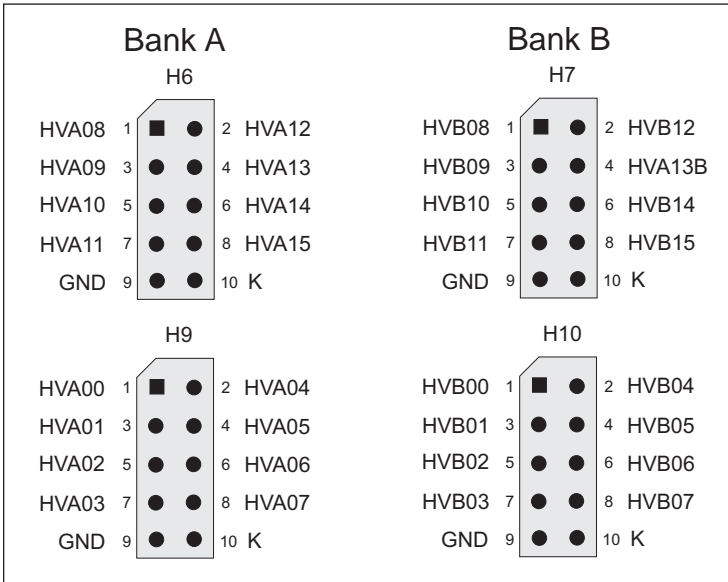 Bank A
H6
HVA08 1 2 HVA12
HVA09 3 4 HVA13
HVA10 5 6 HVA14
HVA11 7 8 HVA15
GND 9 10 K
H9
HVA00 1 2 HVA04
HVA01 3 4 HVA05
HVA02 5 6 HVA06
HVA03 7 8 HVA07
GND 9 10 K
Bank B
H7
HVB08 1 2 HVB12
HVB09 3 4 HVA13B
HVB10 5 6 HVB14
HVB11 7 8 HVB15
GND 9 10 K
H10
HVB00 1 2 HVB04
HVB01 3 4 HVB05
HVB02 5 6 HVB06
HVB03 7 8 HVB07
GND 9 10 K